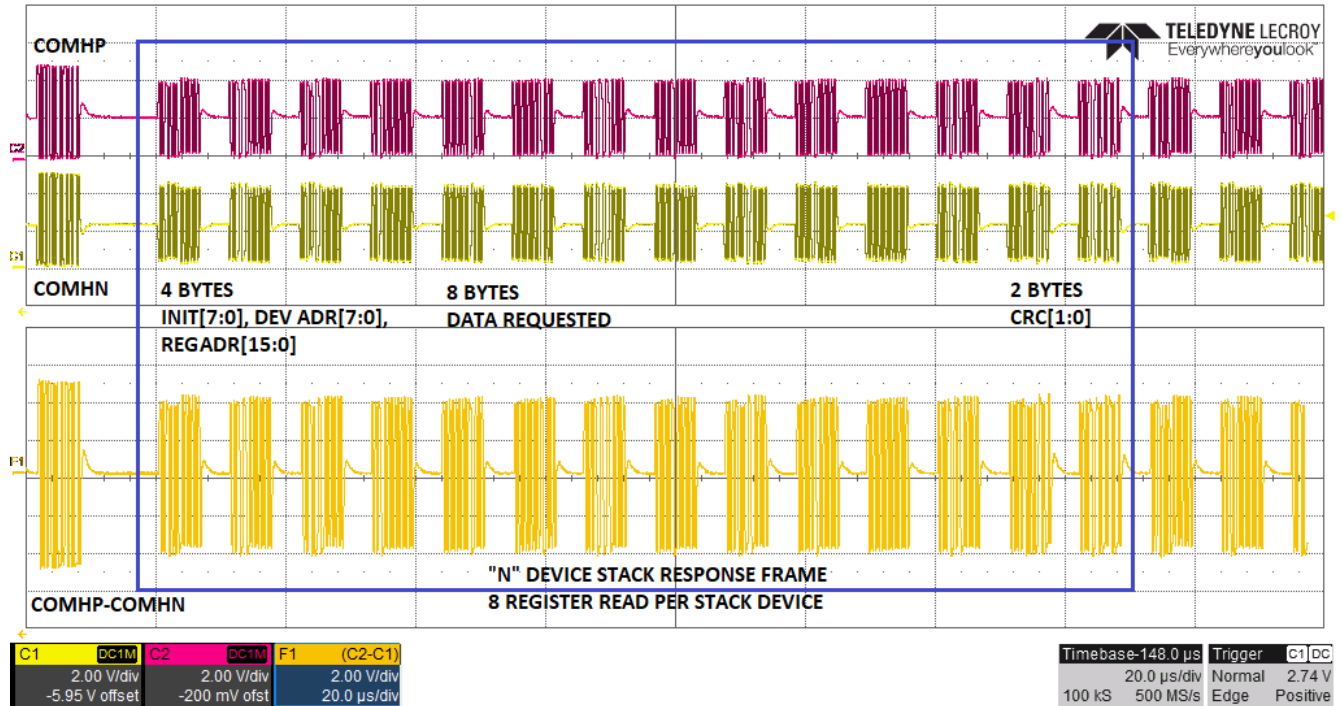 COMHP
TELEDYNE LECROY
Everywhereyoulook™
C2
C1
COMHN
4 BYTES
INIT[7:0], DEV ADR[7:0],
REGADR[15:0]
8 BYTES
DATA REQUESTED
2 BYTES
CRC[1:0]
F1
"N" DEVICE STACK RESPONSE FRAME
8 REGISTER READ PER STACK DEVICE
COMHP-COMHN
C1 DC1M
2.00 V/div
-5.95 V offset
C2 DC1M
2.00 V/div
-200 mV ofst
F1 (C2-C1)
2.00 V/div
20.0 µs/div
Timebase -148.0 µs
20.0 µs/div
100 kS 500 MS/s
Trigger C1 DC
Normal 2.74 V
Edge Positive